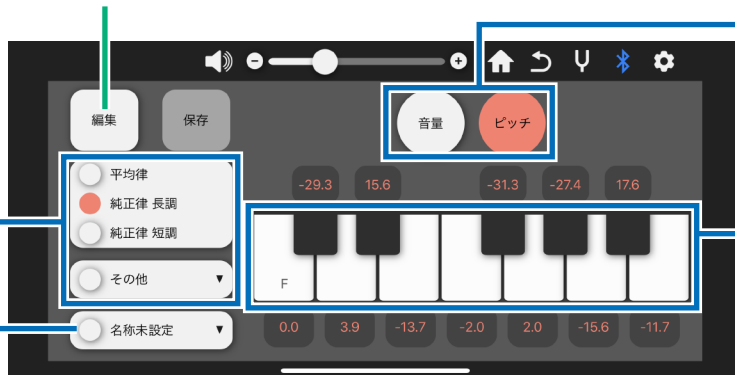 編集
保存
音量
ピッチ
平均律
純正律 長調
純正律 短調
その他 ▼
名称未設定 ▼
-29.3 15.6 -31.3 -27.4 17.6
F
0.0 3.9 -13.7 -2.0 2.0 -15.6 -11.7